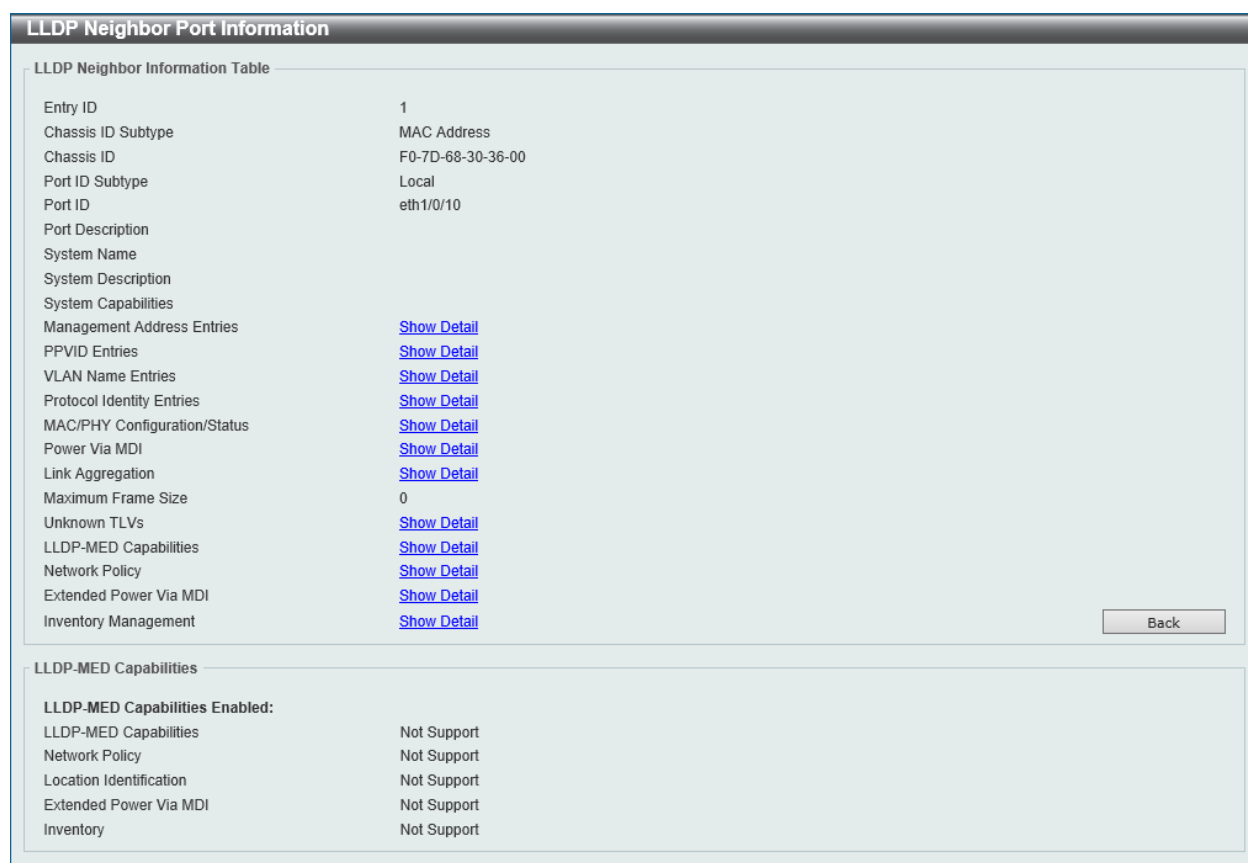 LLDP Neighbor Port Information
LLDP Neighbor Information Table
Entry ID 1
Chassis ID Subtype MAC Address
Chassis ID F0-7D-68-30-36-00
Port ID Subtype Local
Port ID eth1/0/10
Port Description
System Name
System Description
System Capabilities
Management Address Entries Show Detail
PPVID Entries Show Detail
VLAN Name Entries Show Detail
Protocol Identity Entries Show Detail
MAC/PHY Configuration/Status Show Detail
Power Via MDI Show Detail
Link Aggregation Show Detail
Maximum Frame Size 0
Unknown TLVs Show Detail
LLDP-MED Capabilities Show Detail
Network Policy Show Detail
Extended Power Via MDI Show Detail
Inventory Management Show Detail Back
LLDP-MED Capabilities
LLDP-MED Capabilities Enabled:
LLDP-MED Capabilities Not Support
Network Policy Not Support
Location Identification Not Support
Extended Power Via MDI Not Support
Inventory Not Support